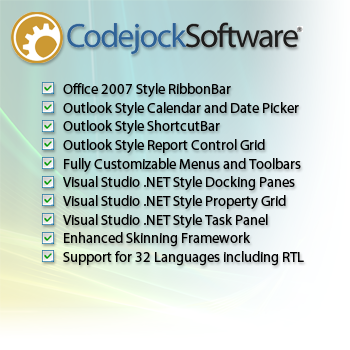 CodejockSoftware®
Office 2007 Style RibbonBar
Outlook Style Calendar and Date Picker
Outlook Style ShortcutBar
Outlook Style Report Control Grid
Fully Customizable Menus and Toolbars
Visual Studio .NET Style Docking Panes
Visual Studio .NET Style Property Grid
Visual Studio .NET Style Task Panel
Enhanced Skinning Framework
Support for 32 Languages including RTL